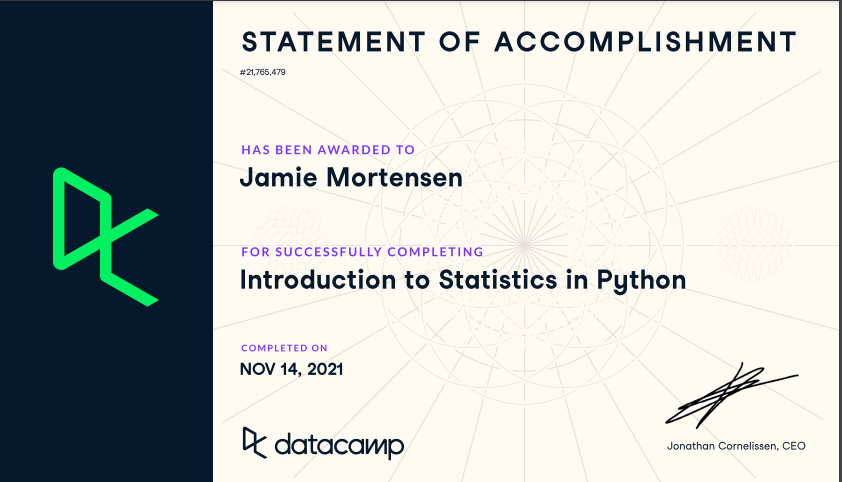 STATEMENT OF ACCOMPLISHMENT
#21,765,479
HAS BEEN AWARDED TO
Jamie Mortensen
FOR SUCCESSFULLY COMPLETING
Introduction to Statistics in Python
COMPLETED ON
NOV 14, 2021
datacamp
Jonathan Cornelissen, CEO